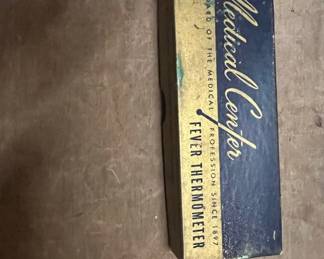 Medical Center
OF THE MEDICAL PROFESSION SINCE 1897
FEVER THERMOMETER